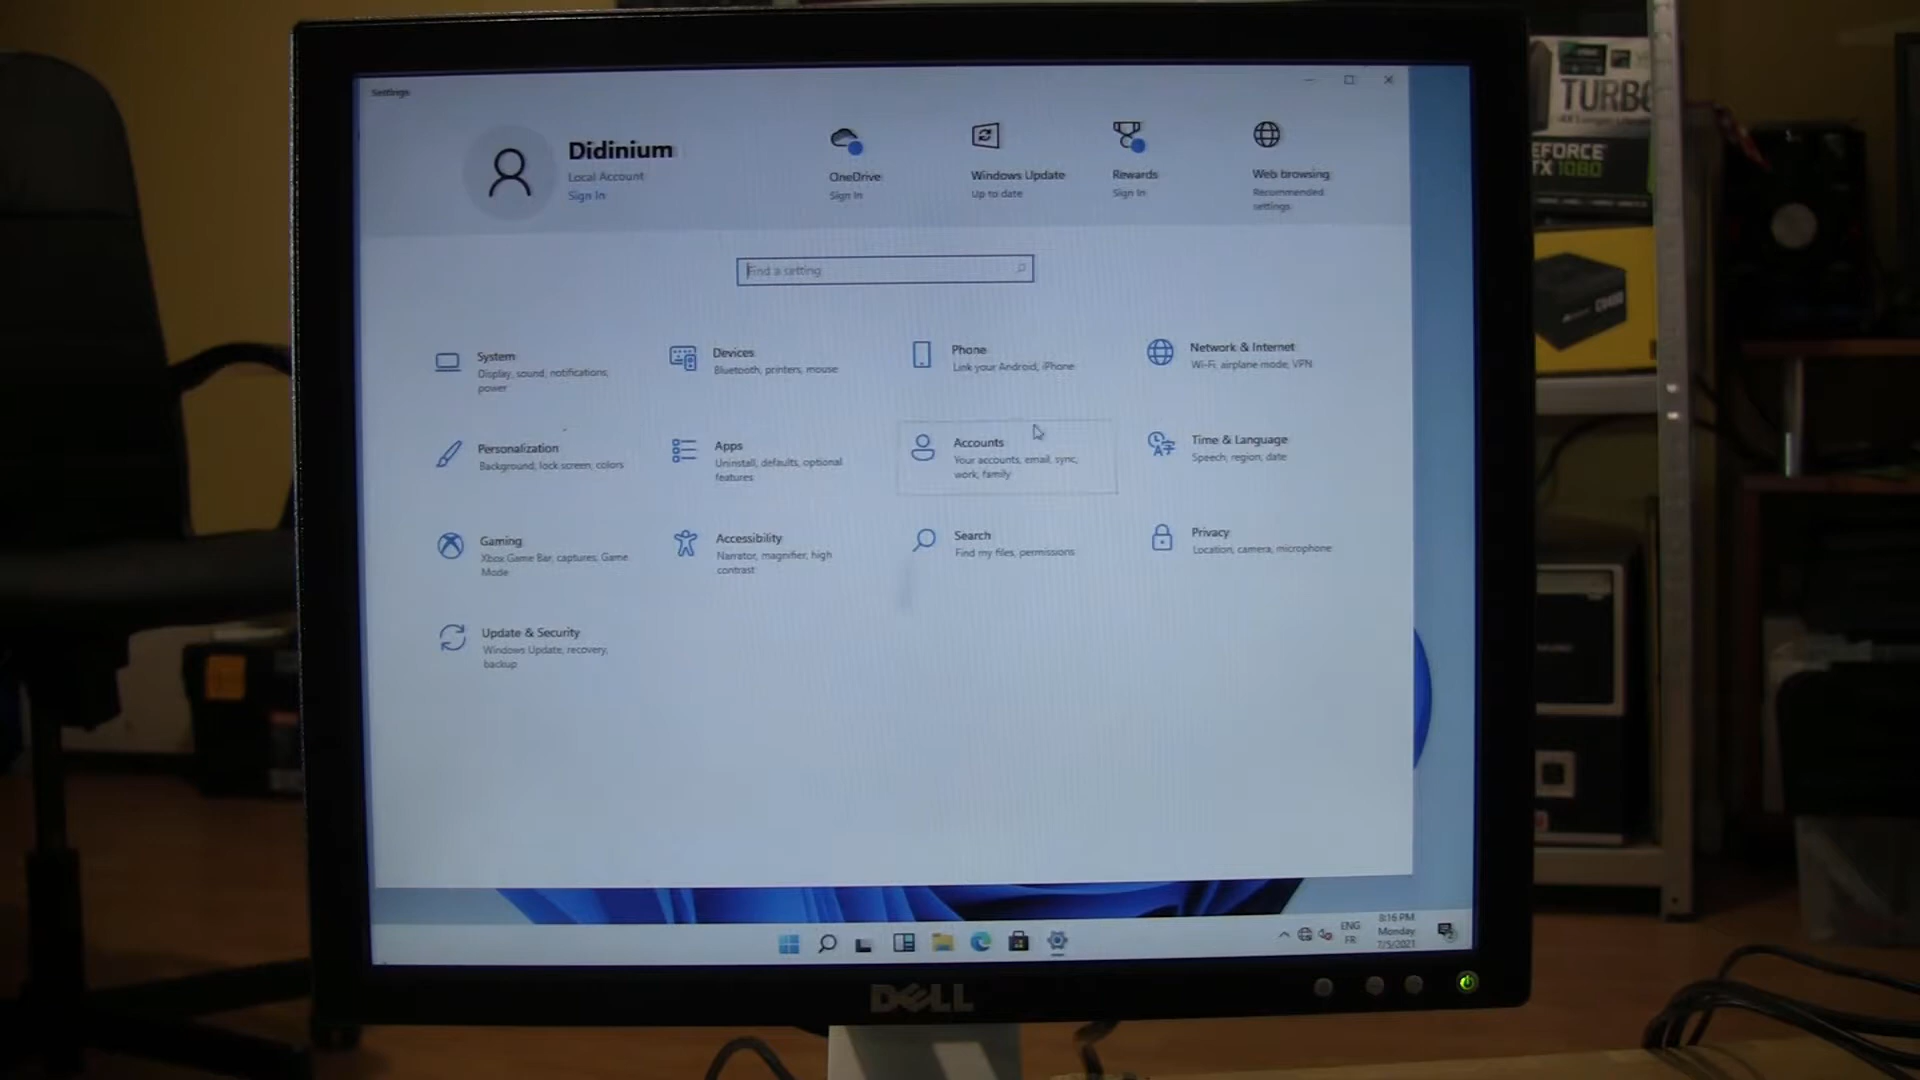 Settings
Didinium
Local Account
Sign In
OneDrive
Sign In
Windows Update
Up to date
Rewards
Sign In
Web browsing
Recommended
settings
Find a setting
System
Display, sound, notifications,
power
Devices
Bluetooth, printers, mouse
Phone
Link your Android, iPhone
Network & Internet
Wi-Fi, airplane mode, VPN
Personalization
Background, lock screen, colors
Apps
Uninstall, defaults, optional
features
Accounts
Your accounts, email, sync,
work, family
Time & Language
Speech, region, date
Gaming
Xbox Game Bar, captures, Game
Mode
Accessibility
Narrator, magnifier, high
contrast
Search
Find my files, permissions
Privacy
Location, camera, microphone
Update & Security
Windows Update, recovery,
backup
ENG
FR
8:16 PM
Monday
7/5/2021
DELL
TURBO
EFORCE
TX 1080